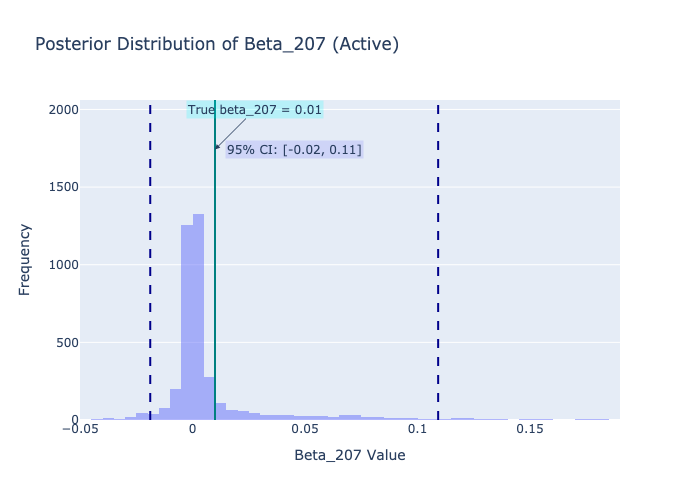 Posterior Distribution of Beta_207 (Active)
True beta_207 = 0.01
95% CI: [-0.02, 0.11]
2000
1500
1000
500
0
Frequency
−0.05
0
0.05
0.1
0.15
Beta_207 Value